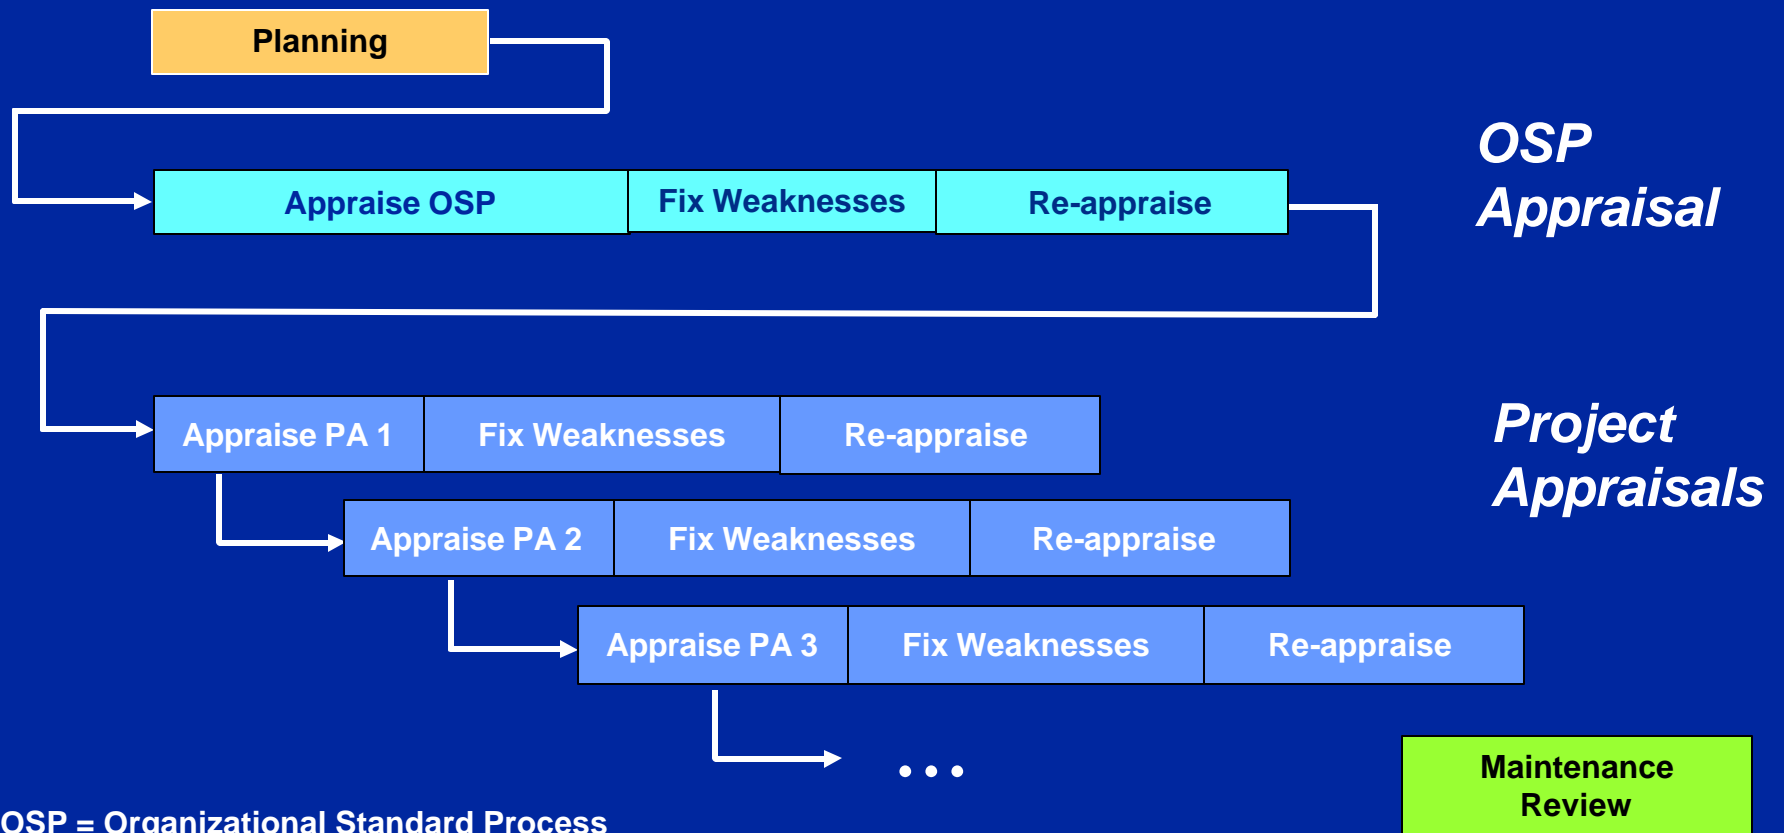 Planning
OSP
Appraisal
Appraise OSP
Fix Weaknesses
Re-appraise
Project
Appraisals
Appraise PA 1
Fix Weaknesses
Re-appraise
Appraise PA 2
Fix Weaknesses
Re-appraise
Appraise PA 3
Fix Weaknesses
Re-appraise
...
Maintenance
Review
OSP = Organizational Standard Process